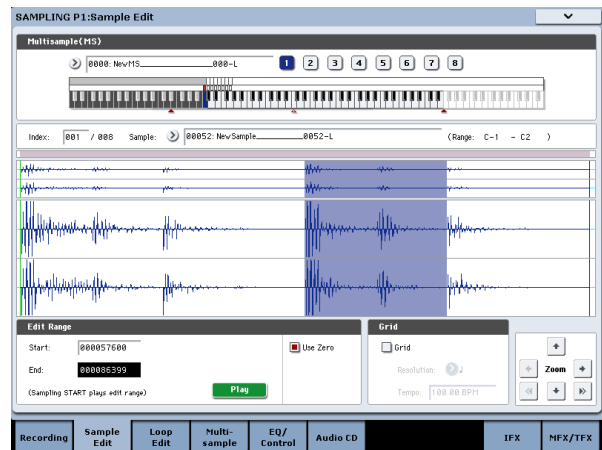 SAMPLING P1:Sample Edit
Multisample(MS)
0000: NewMS__________000-L 1 2 3 4 5 6 7 8
Index: 001 / 008 Sample: 00052: NewSample__________0052-L (Range: C-1 - C2 )
Edit Range
Start: 000057600 Use Zero
End: 000086399
(Sampling START plays edit range) Play
Grid
Grid
Resolution:
Tempo: 100.00 BPM
Zoom
Recording Sample Edit Loop Edit Multi-sample EQ/Control Audio CD IFX MFX/TFX